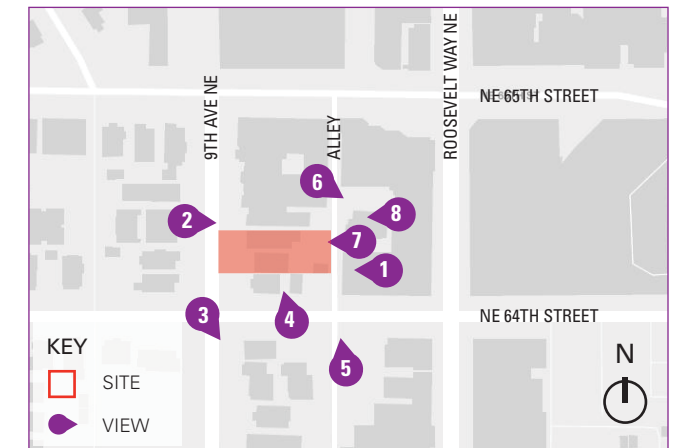 9TH AVE NE
ALLEY
ROOSEVELT WAY NE
NE 65TH STREET
6
2
8
7
1
3
4
NE 64TH STREET
5
KEY
SITE
VIEW
N